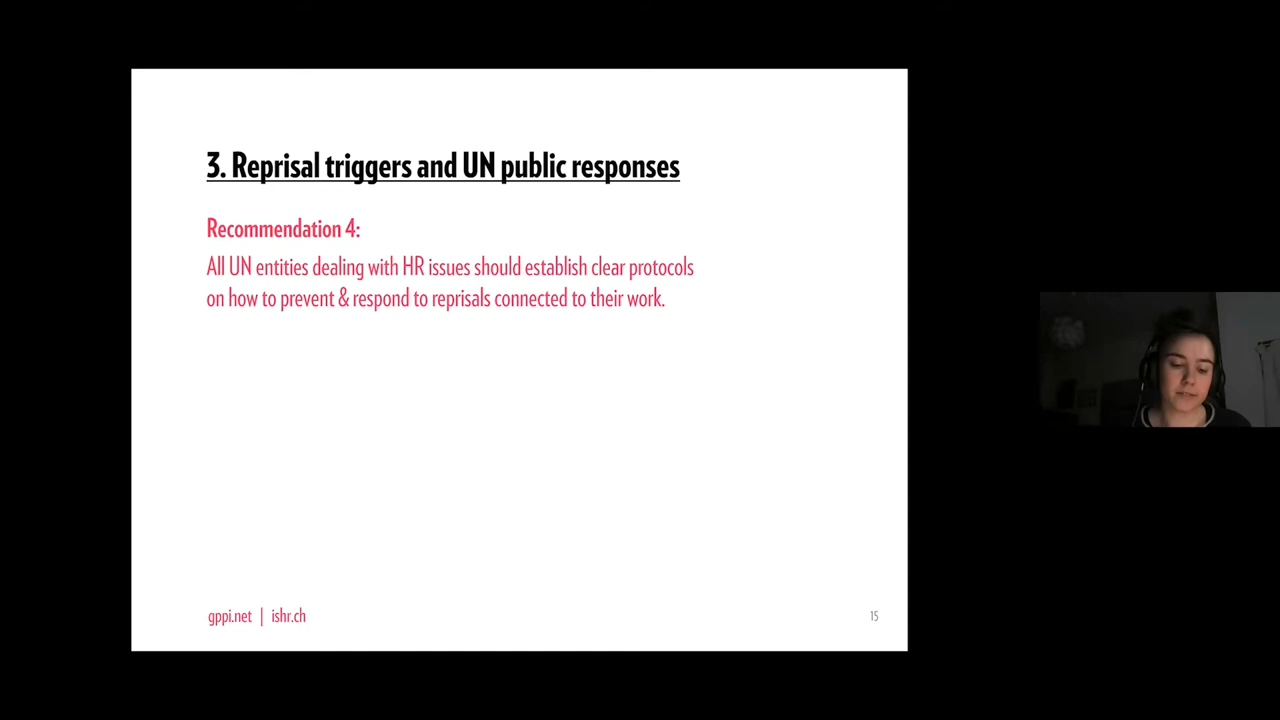 3. Reprisal triggers and UN public responses
Recommendation 4:
All UN entities dealing with HR issues should establish clear protocols
on how to prevent & respond to reprisals connected to their work.
gppi.net | ishr.ch
15